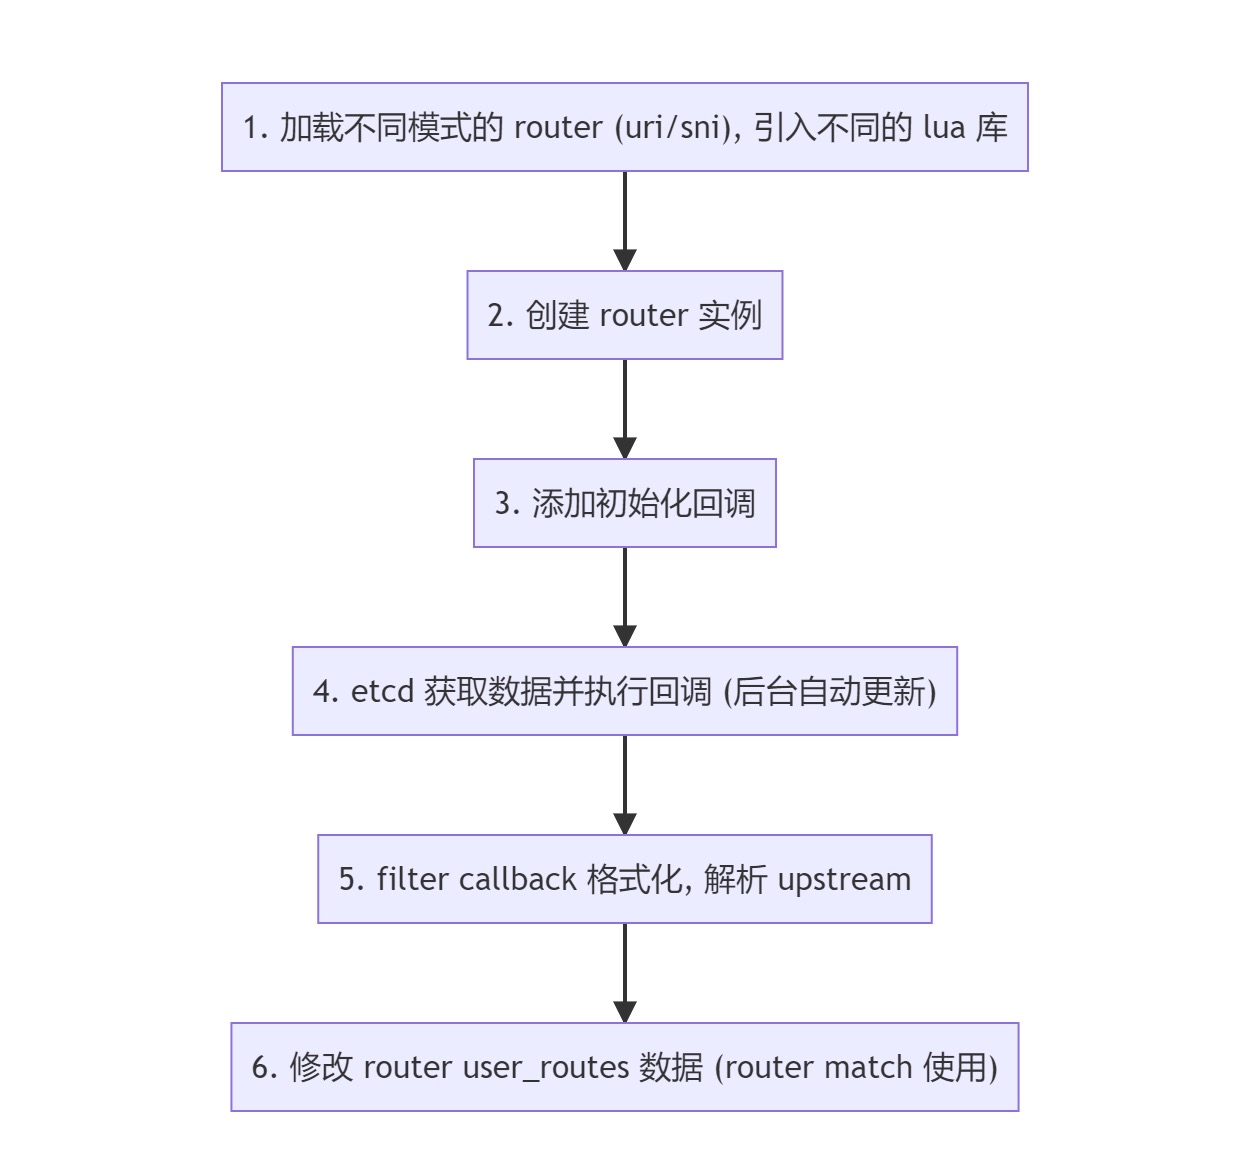 1. 加载不同模式的 router (uri/sni), 引入不同的 lua 库
2. 创建 router 实例
3. 添加初始化回调
4. etcd 获取数据并执行回调 (后台自动更新)
5. filter callback 格式化, 解析 upstream
6. 修改 router user_routes 数据 (router match 使用)